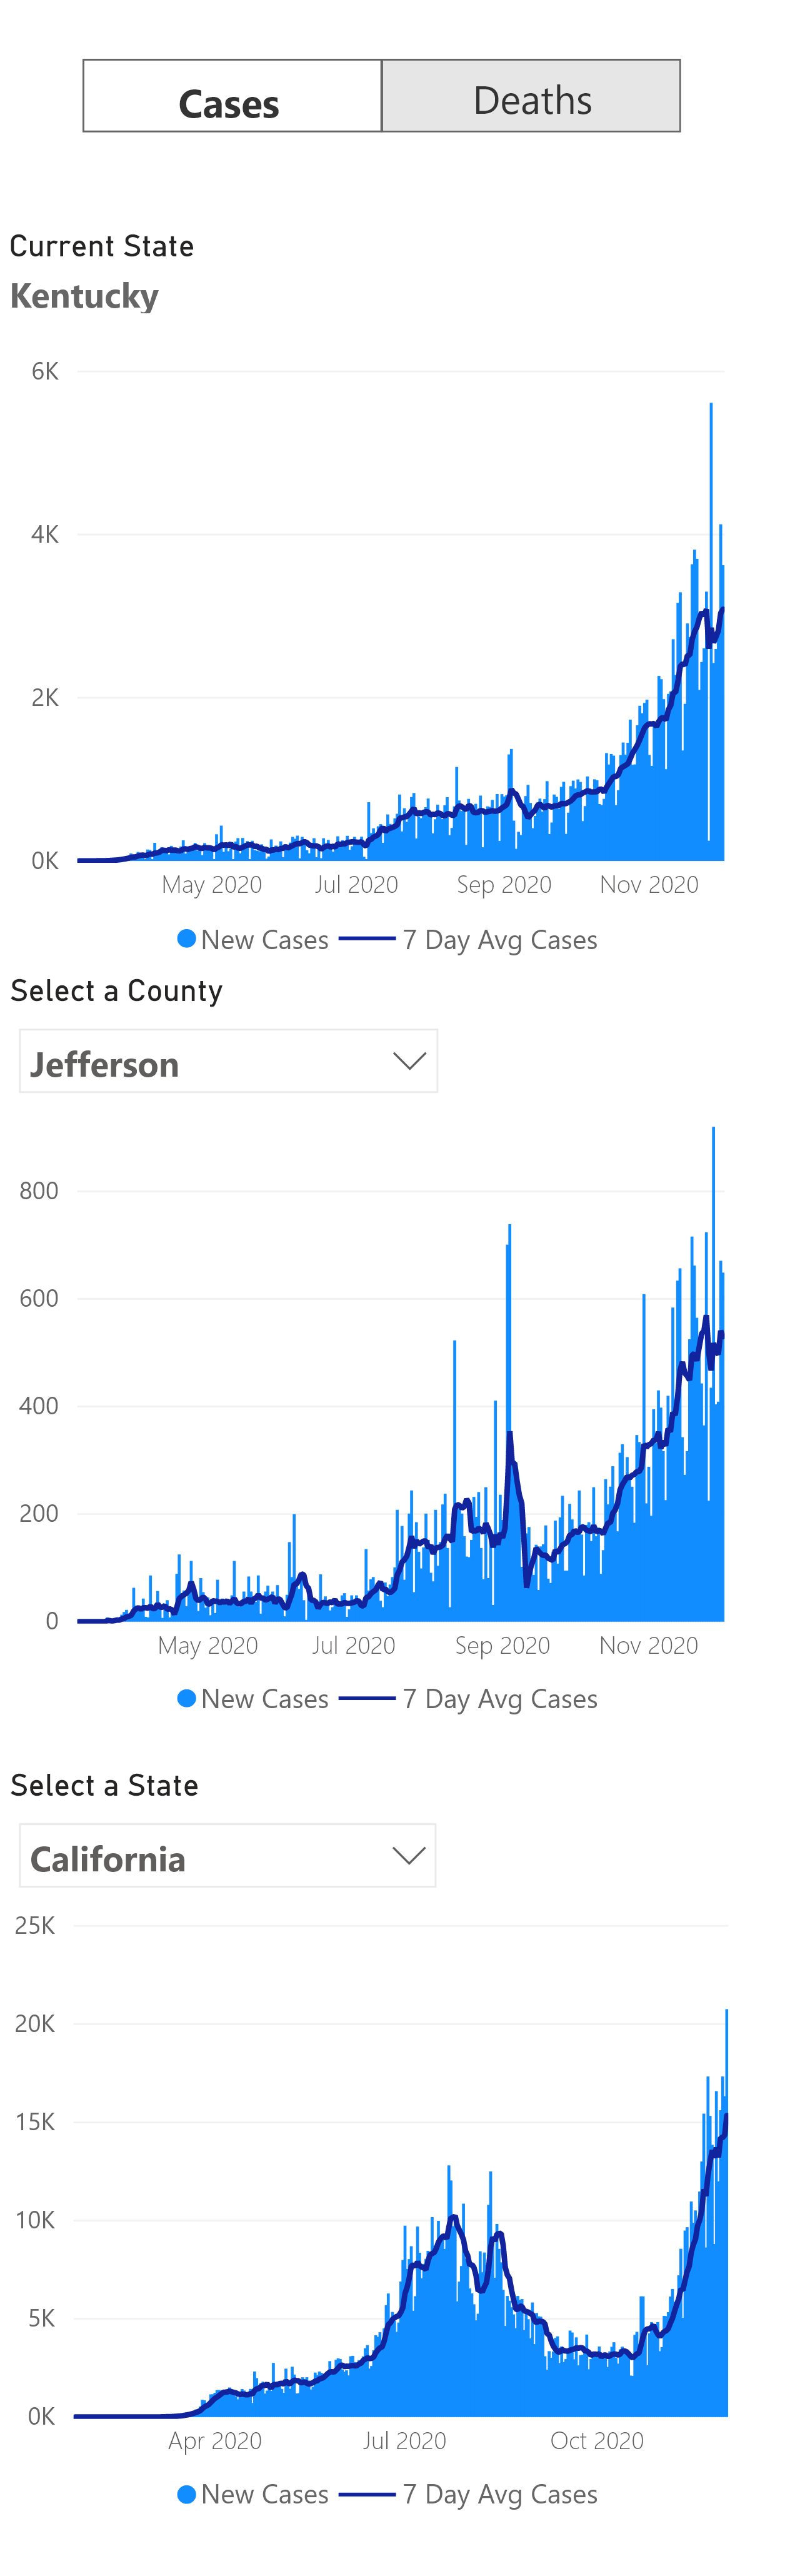 Cases Deaths
Current State
Kentucky
6K
4K
2K
0K
May 2020 Jul 2020 Sep 2020 Nov 2020
New Cases 7 Day Avg Cases
Select a County
Jefferson
800
600
400
200
0
May 2020 Jul 2020 Sep 2020 Nov 2020
New Cases 7 Day Avg Cases
Select a State
California
25K
20K
15K
10K
5K
0K
Apr 2020 Jul 2020 Oct 2020
New Cases 7 Day Avg Cases